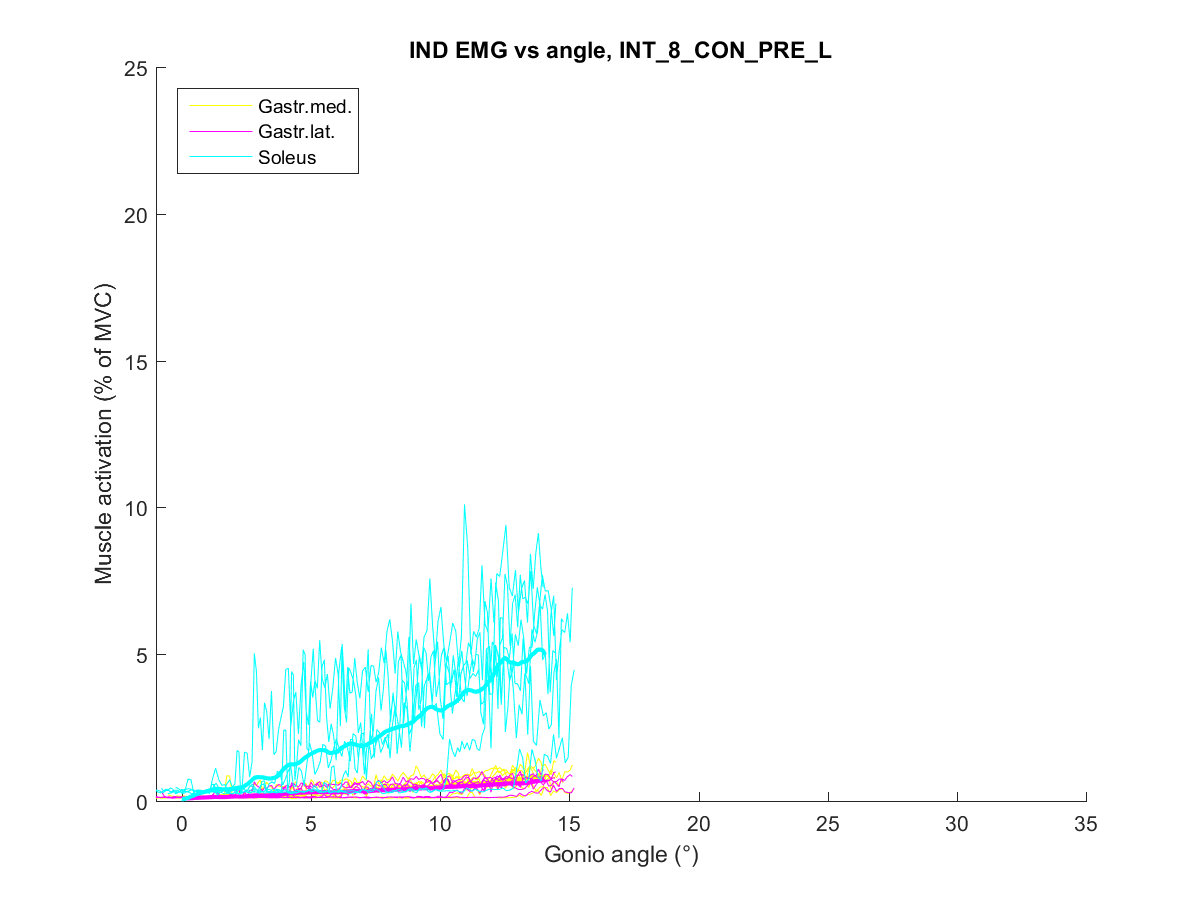 IND EMG vs angle, INT_8_CON_PRE_L
25
20
15
10
5
0
Muscle activation (% of MVC)
Gastr.med.
Gastr.lat.
Soleus
0 5 10 15 20 25 30 35
Gonio angle (°)